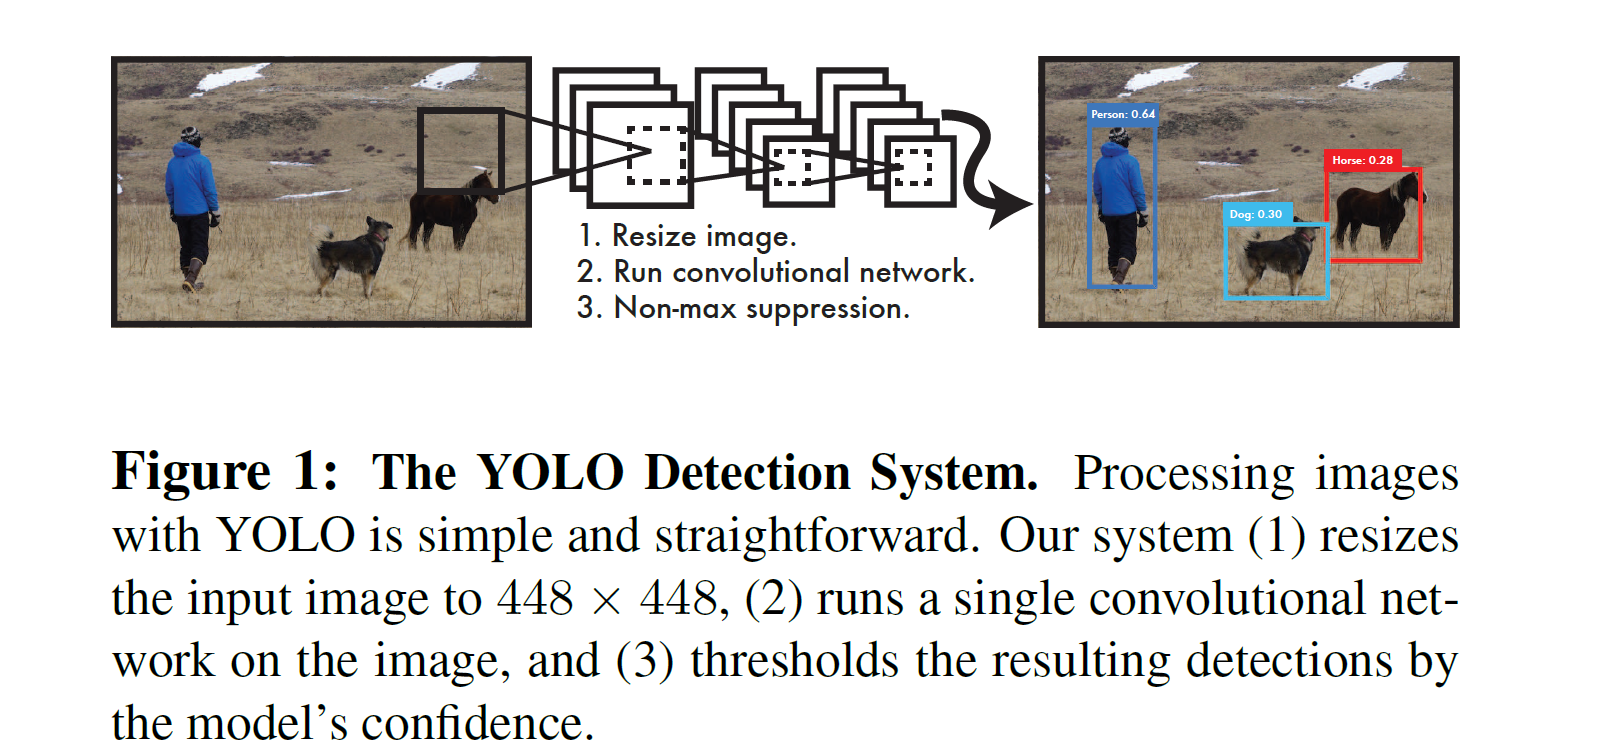 Person: 0.64
Horse: 0.28
Dog: 0.30
1. Resize image.
2. Run convolutional network.
3. Non-max suppression.
Figure 1: The YOLO Detection System. Processing images
with YOLO is simple and straightforward. Our system (1) resizes
the input image to 448 × 448, (2) runs a single convolutional net-
work on the image, and (3) thresholds the resulting detections by
the model’s confidence.